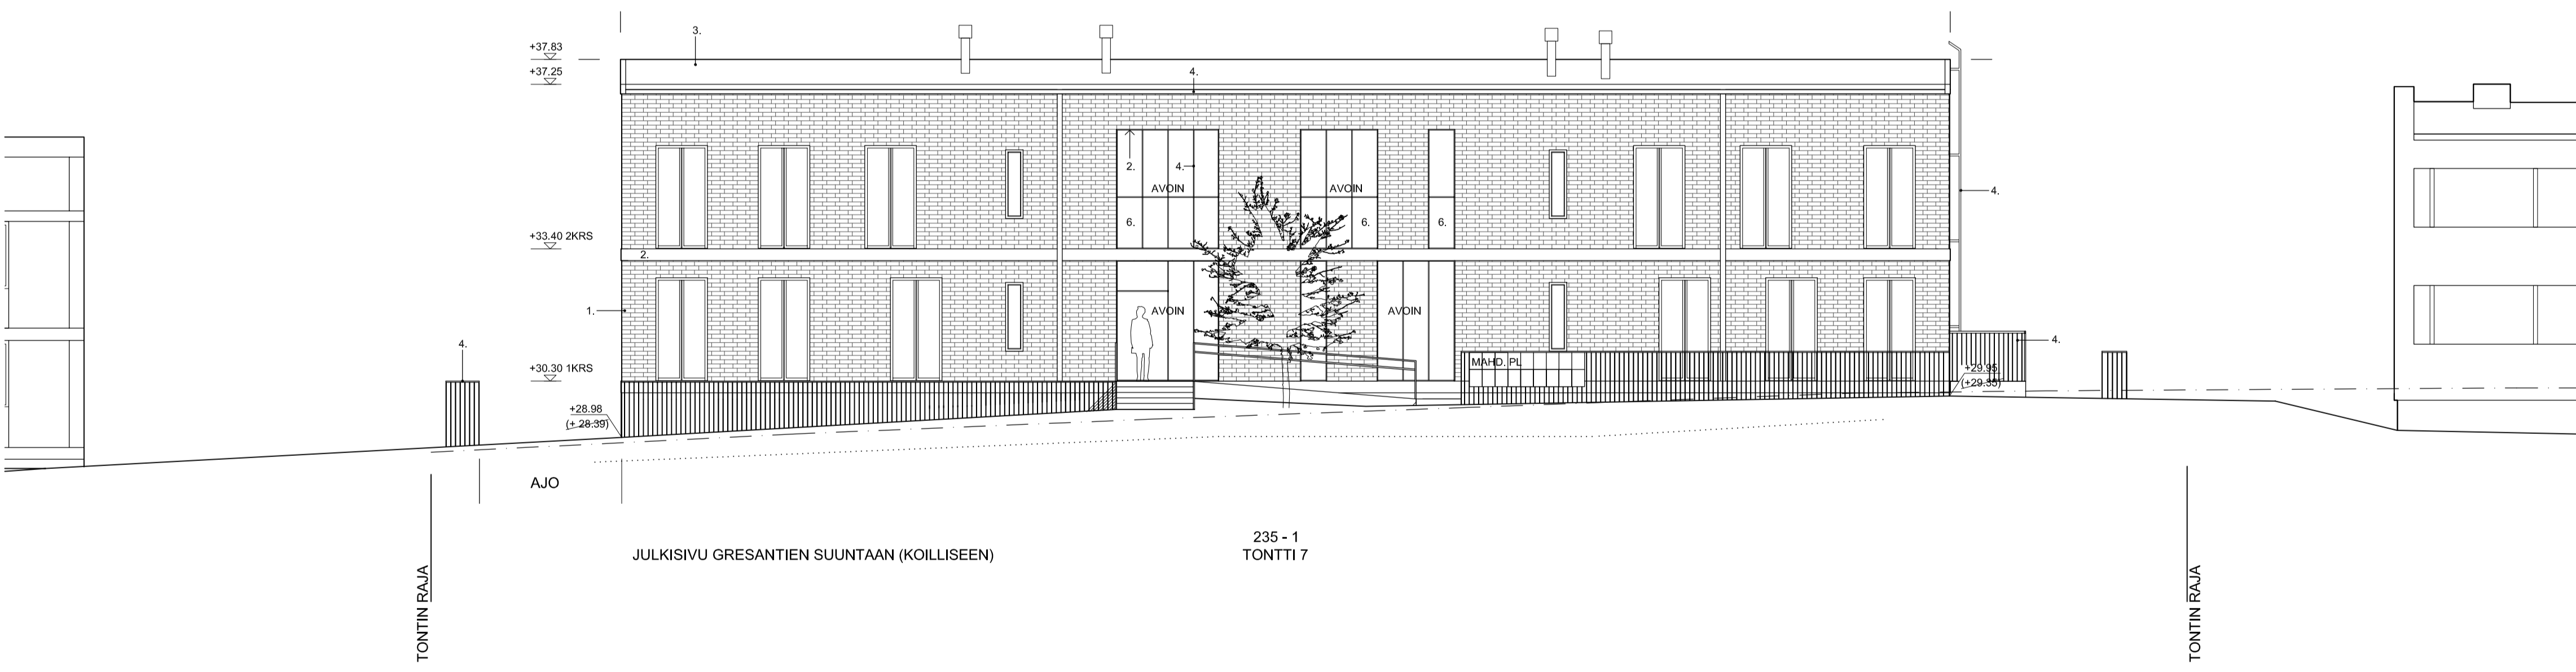 +37.83
+37.25
3.
4.
2.
4.
AVOIN
AVOIN
6.
6.
6.
4.
+33.40 2KRS
2.
1.
AVOIN
AVOIN
4.
4.
+30.30 1KRS
MAHD. PL
+29.95
(+29.35)
+28.98
(+ 28.39)
AJO
235 - 1
TONTTI 7
JULKISIVU GRESANTIEN SUUNTAAN (KOILLISEEN)
TONTIN RAJA
TONTIN RAJA